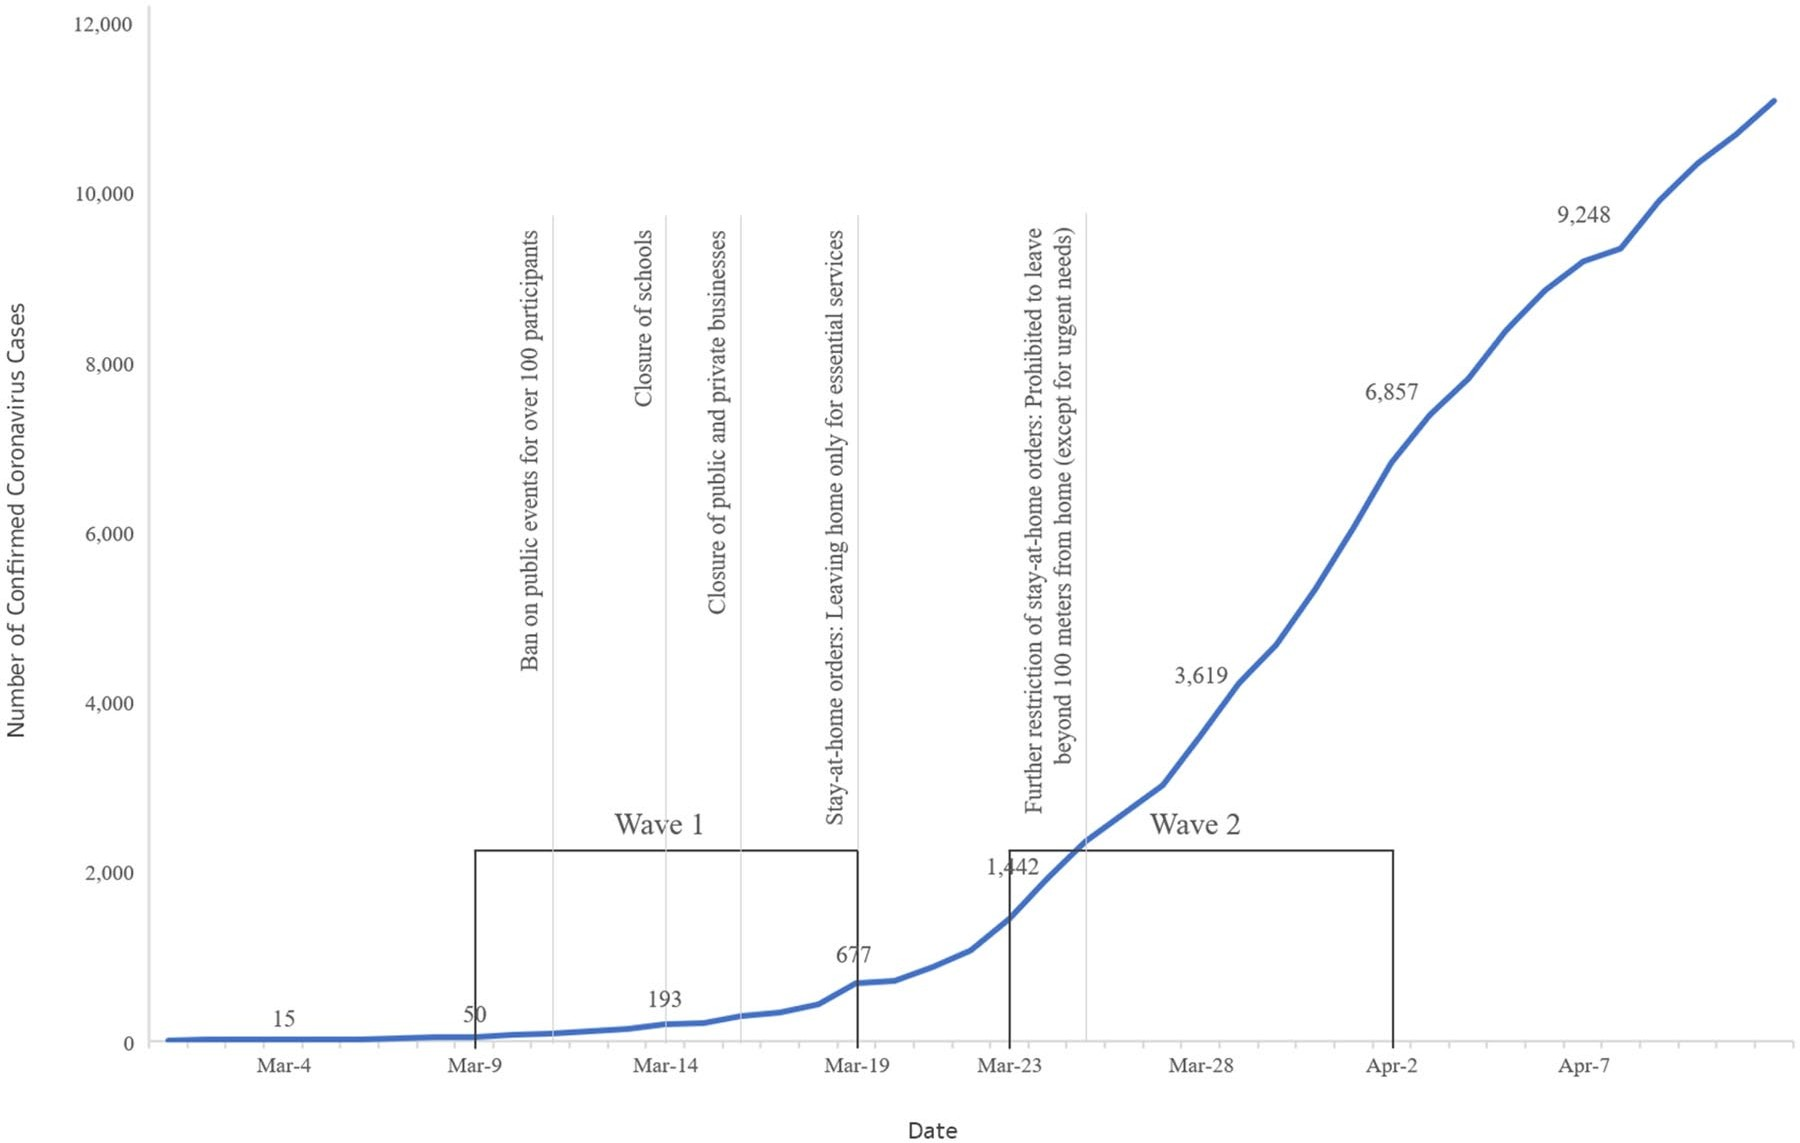 12,000
10,000
8,000
6,000
4,000
2,000
0
Number of Confirmed Coronavirus Cases
Ban on public events for over 100 participants
Closure of schools
Closure of public and private businesses
Stay-at-home orders: Leaving home only for essential services
Further restriction of stay-at-home orders: Prohibited to leave
beyond 100 meters from home (except for urgent needs)
Wave 1
Wave 2
15
50
193
677
1,442
3,619
6,857
9,248
Mar-4
Mar-9
Mar-14
Mar-19
Mar-23
Mar-28
Apr-2
Apr-7
Date